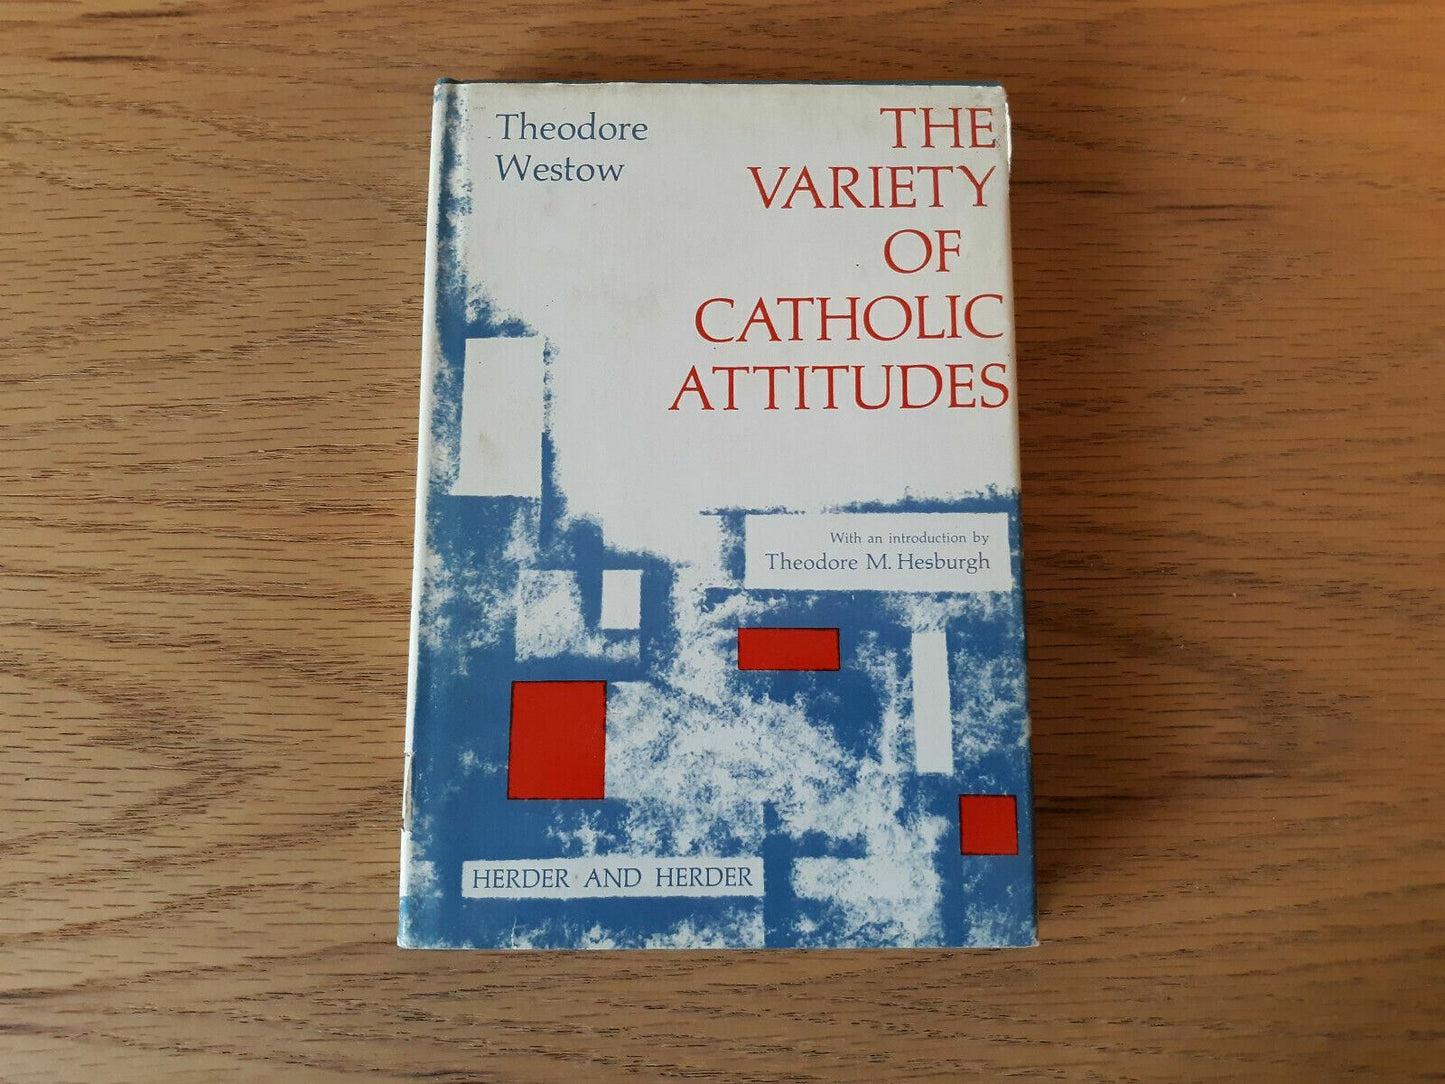 Theodore
Westow
THE
VARIETY
OF
CATHOLIC
ATTITUDES
With an introduction by
Theodore M. Hesburgh
HERDER AND HERDER